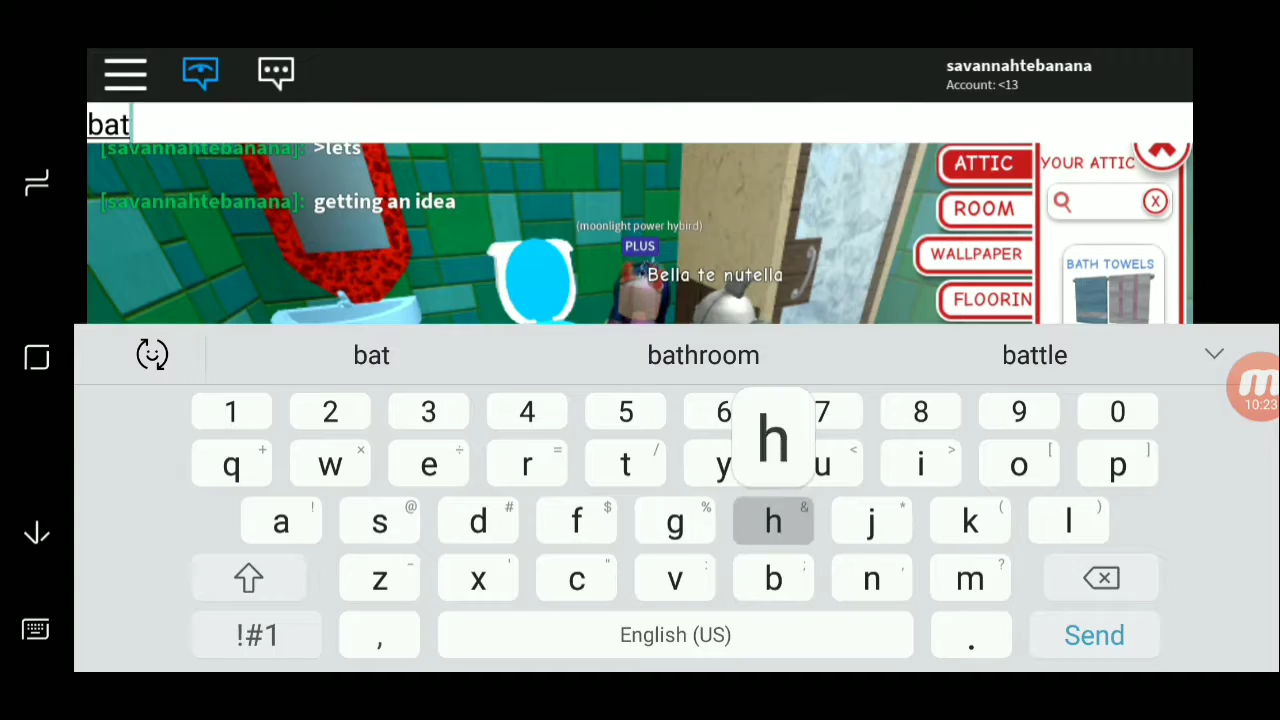 savannahtebanana
Account: <13
bat
[savannahtebanana]: >lets
[savannahtebanana]: getting an idea
(moonlight power hybird)
PLUS
Bella te nutella
ATTIC
ROOM
WALLPAPER
FLOORIN
YOUR ATTIC
X
BATH TOWELS
bat bathroom battle
10:23
1 2 3 4 5 6 7 8 9 0
h
q + w × e ÷ r = t / y u < i > o [ p ]
a ! s @ d # f $ g % h & j * k ( l )
z - x ' c " v : b ; n , m ?
!#1 , English (US) . Send